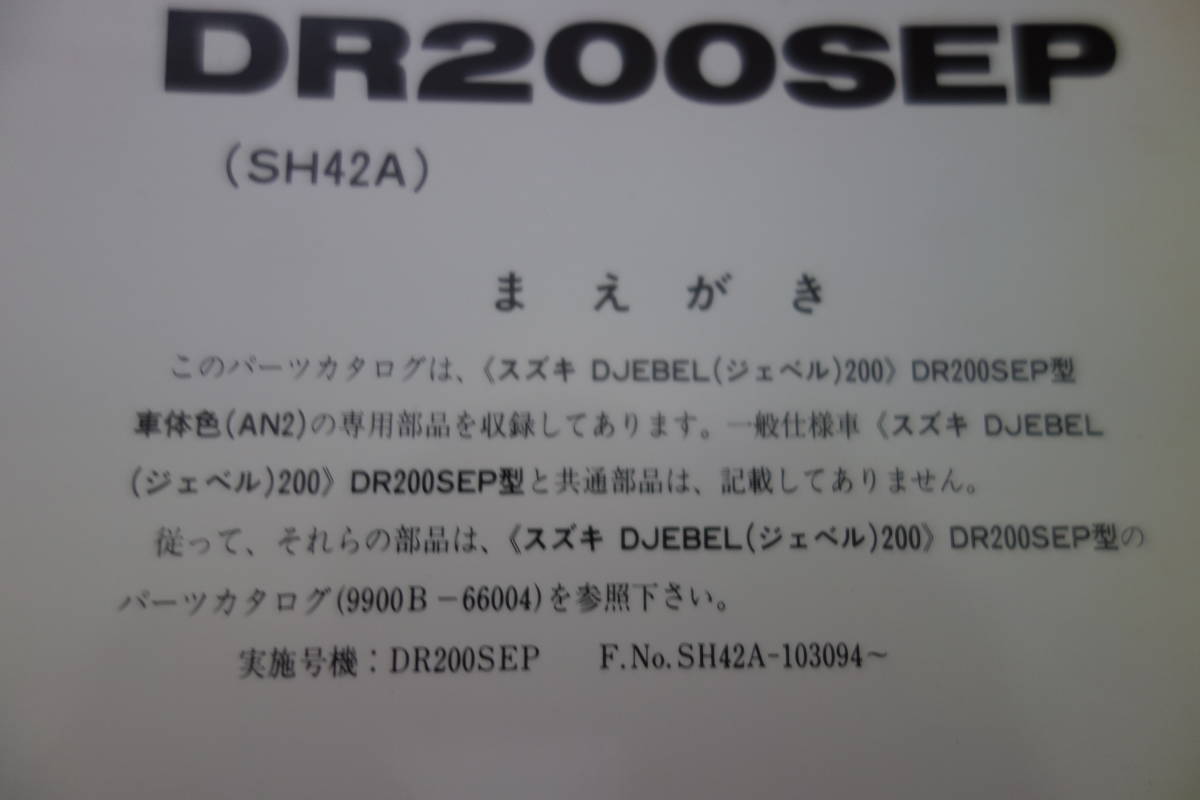 DR200SEP
(SH42A)
まえがき
このパーツカタログは、《スズキ DJEBEL(ジェベル)200》DR200SEP型
車体色(AN2)の専用部品を収録してあります。一般仕様車《スズキ DJEBEL
(ジェベル)200》DR200SEP型と共通部品は、記載してありません。
従って、それらの部品は、《スズキ DJEBEL(ジェベル)200》DR200SEP型の
パーツカタログ(9900B-66004)を参照下さい。
実施号機：DR200SEP F.No.SH42A-103094~